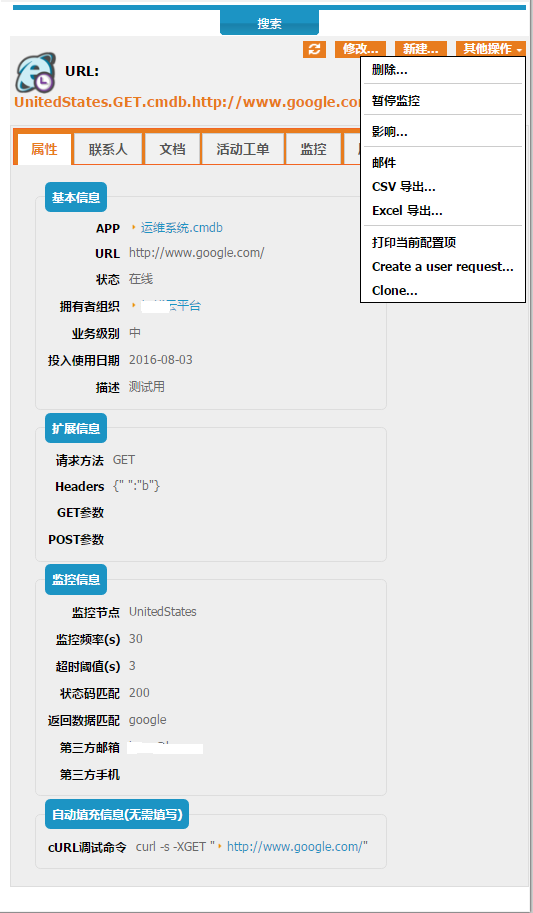 搜索
修改... 新建... 其他操作
URL:
UnitedStates.GET.cmdb.http://www.google.co
删除...
暂停监控
影响...
邮件
CSV 导出...
Excel 导出...
打印当前配置项
Create a user request...
Clone...
属性 联系人 文档 活动工单 监控
基本信息
APP 运维系统.cmdb
URL http://www.google.com/
状态 在线
拥有者组织 云平台
业务级别 中
投入使用日期 2016-08-03
描述 测试用
扩展信息
请求方法 GET
Headers {" ":"b"}
GET参数
POST参数
监控信息
监控节点 UnitedStates
监控频率(s) 30
超时阈值(s) 3
状态码匹配 200
返回数据匹配 google
第三方邮箱
第三方手机
自动填充信息(无需填写)
cURL调试命令 curl -s -XGET "http://www.google.com/"